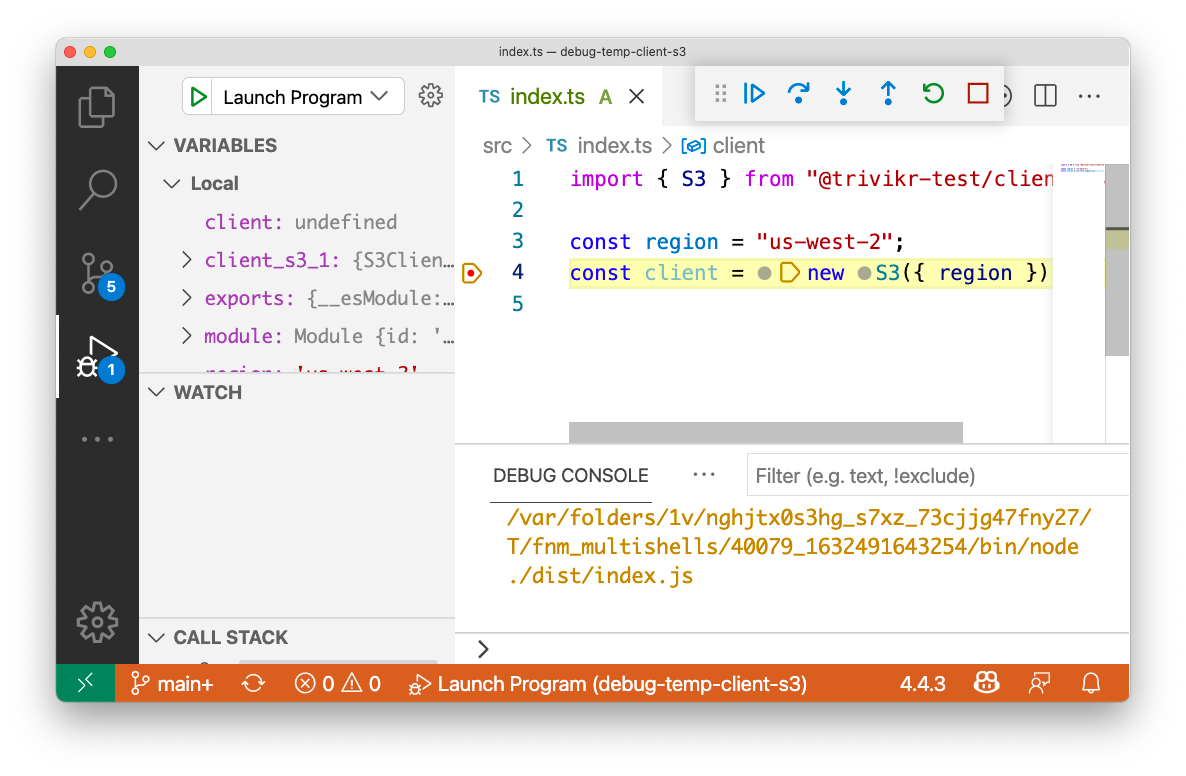 index.ts — debug-temp-client-s3
Launch Program
TS index.ts A
VARIABLES
Local
client: undefined
client_s3_1: {S3Clien…
exports: {__esModule:…
module: Module {id: '…
region: 'us-west-2'
WATCH
CALL STACK
5
1
src > TS index.ts > client
1 import { S3 } from "@trivikr-test/clien
2
3 const region = "us-west-2";
4 const client = new S3({ region })
5
DEBUG CONSOLE
Filter (e.g. text, !exclude)
/var/folders/1v/nghjtx0s3hg_s7xz_73cjjg47fny27/
T/fnm_multishells/40079_1632491643254/bin/node
./dist/index.js
main+ 0 0 Launch Program (debug-temp-client-s3) 4.4.3